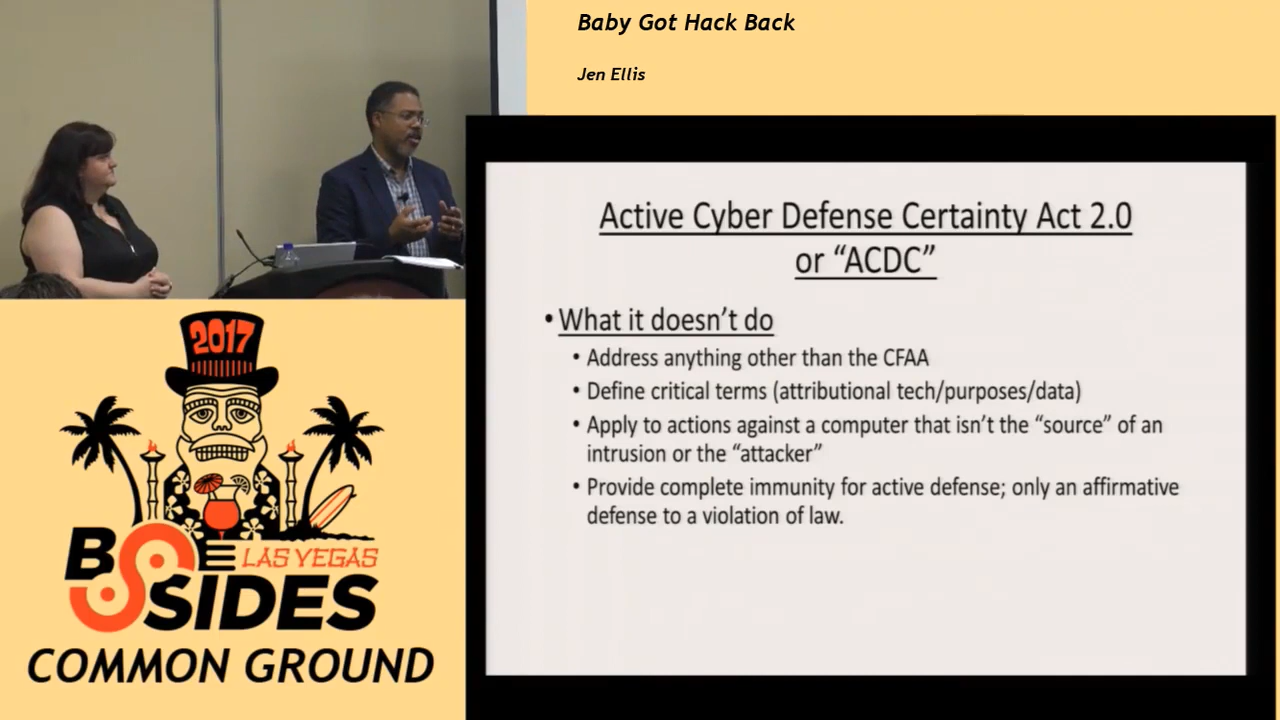 Baby Got Hack Back
Jen Ellis
Active Cyber Defense Certainty Act 2.0
or “ACDC”
• What it doesn’t do
• Address anything other than the CFAA
• Define critical terms (attributional tech/purposes/data)
• Apply to actions against a computer that isn’t the “source” of an
intrusion or the “attacker”
• Provide complete immunity for active defense; only an affirmative
defense to a violation of law.
2017
BSIDES
LAS VEGAS
COMMON GROUND